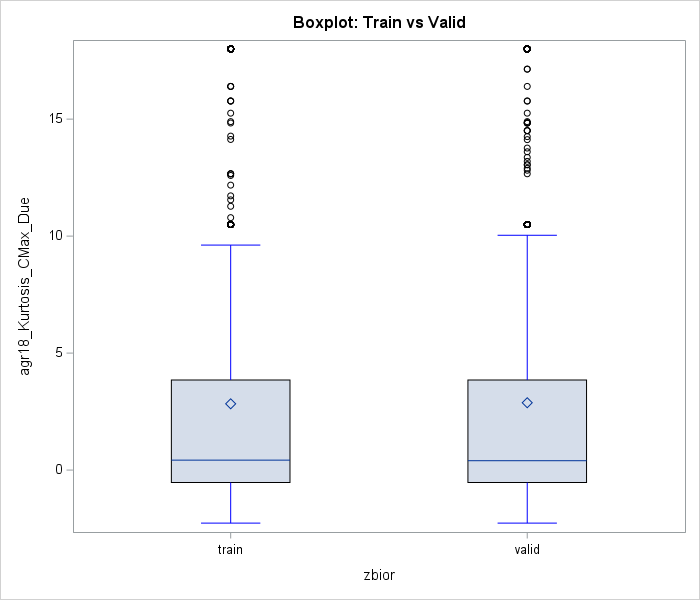 Boxplot: Train vs Valid
agr18_Kurtosis_CMax_Due
15
10
5
0
train
valid
zbior